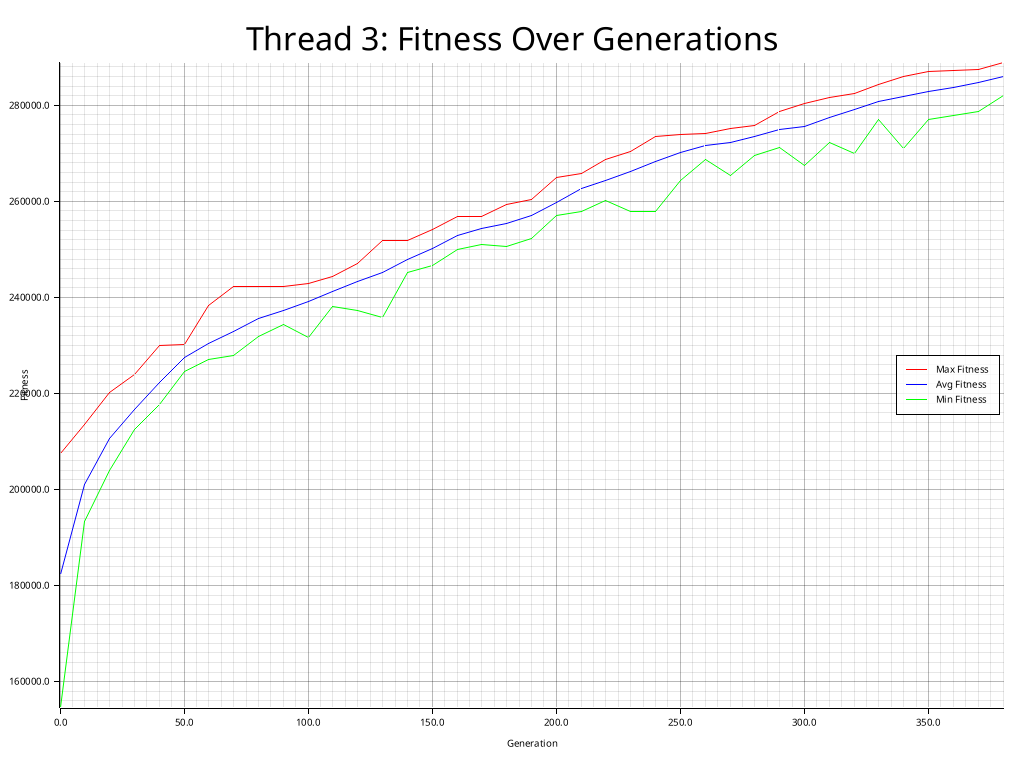 Thread 3: Fitness Over Generations
280000.0
260000.0
240000.0
220000.0
200000.0
180000.0
160000.0
Fitness
Max Fitness
Avg Fitness
Min Fitness
0.0 50.0 100.0 150.0 200.0 250.0 300.0 350.0
Generation